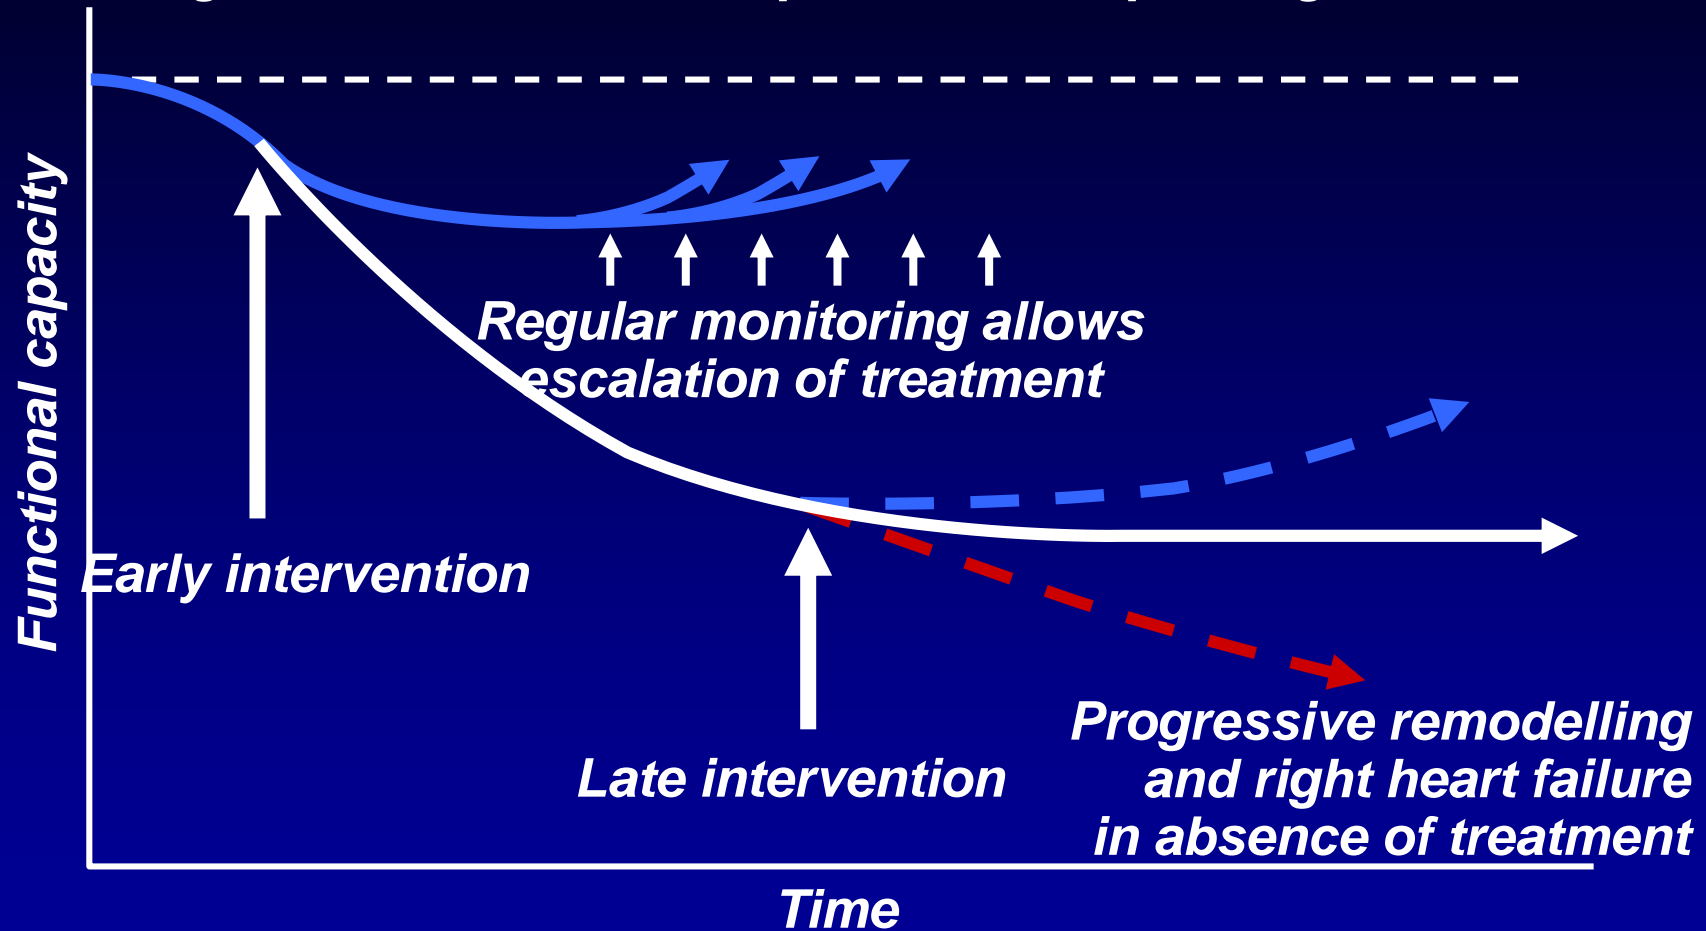 Functional capacity
Regular monitoring allows
escalation of treatment
Early intervention
Late intervention
Progressive remodelling
and right heart failure
in absence of treatment
Time